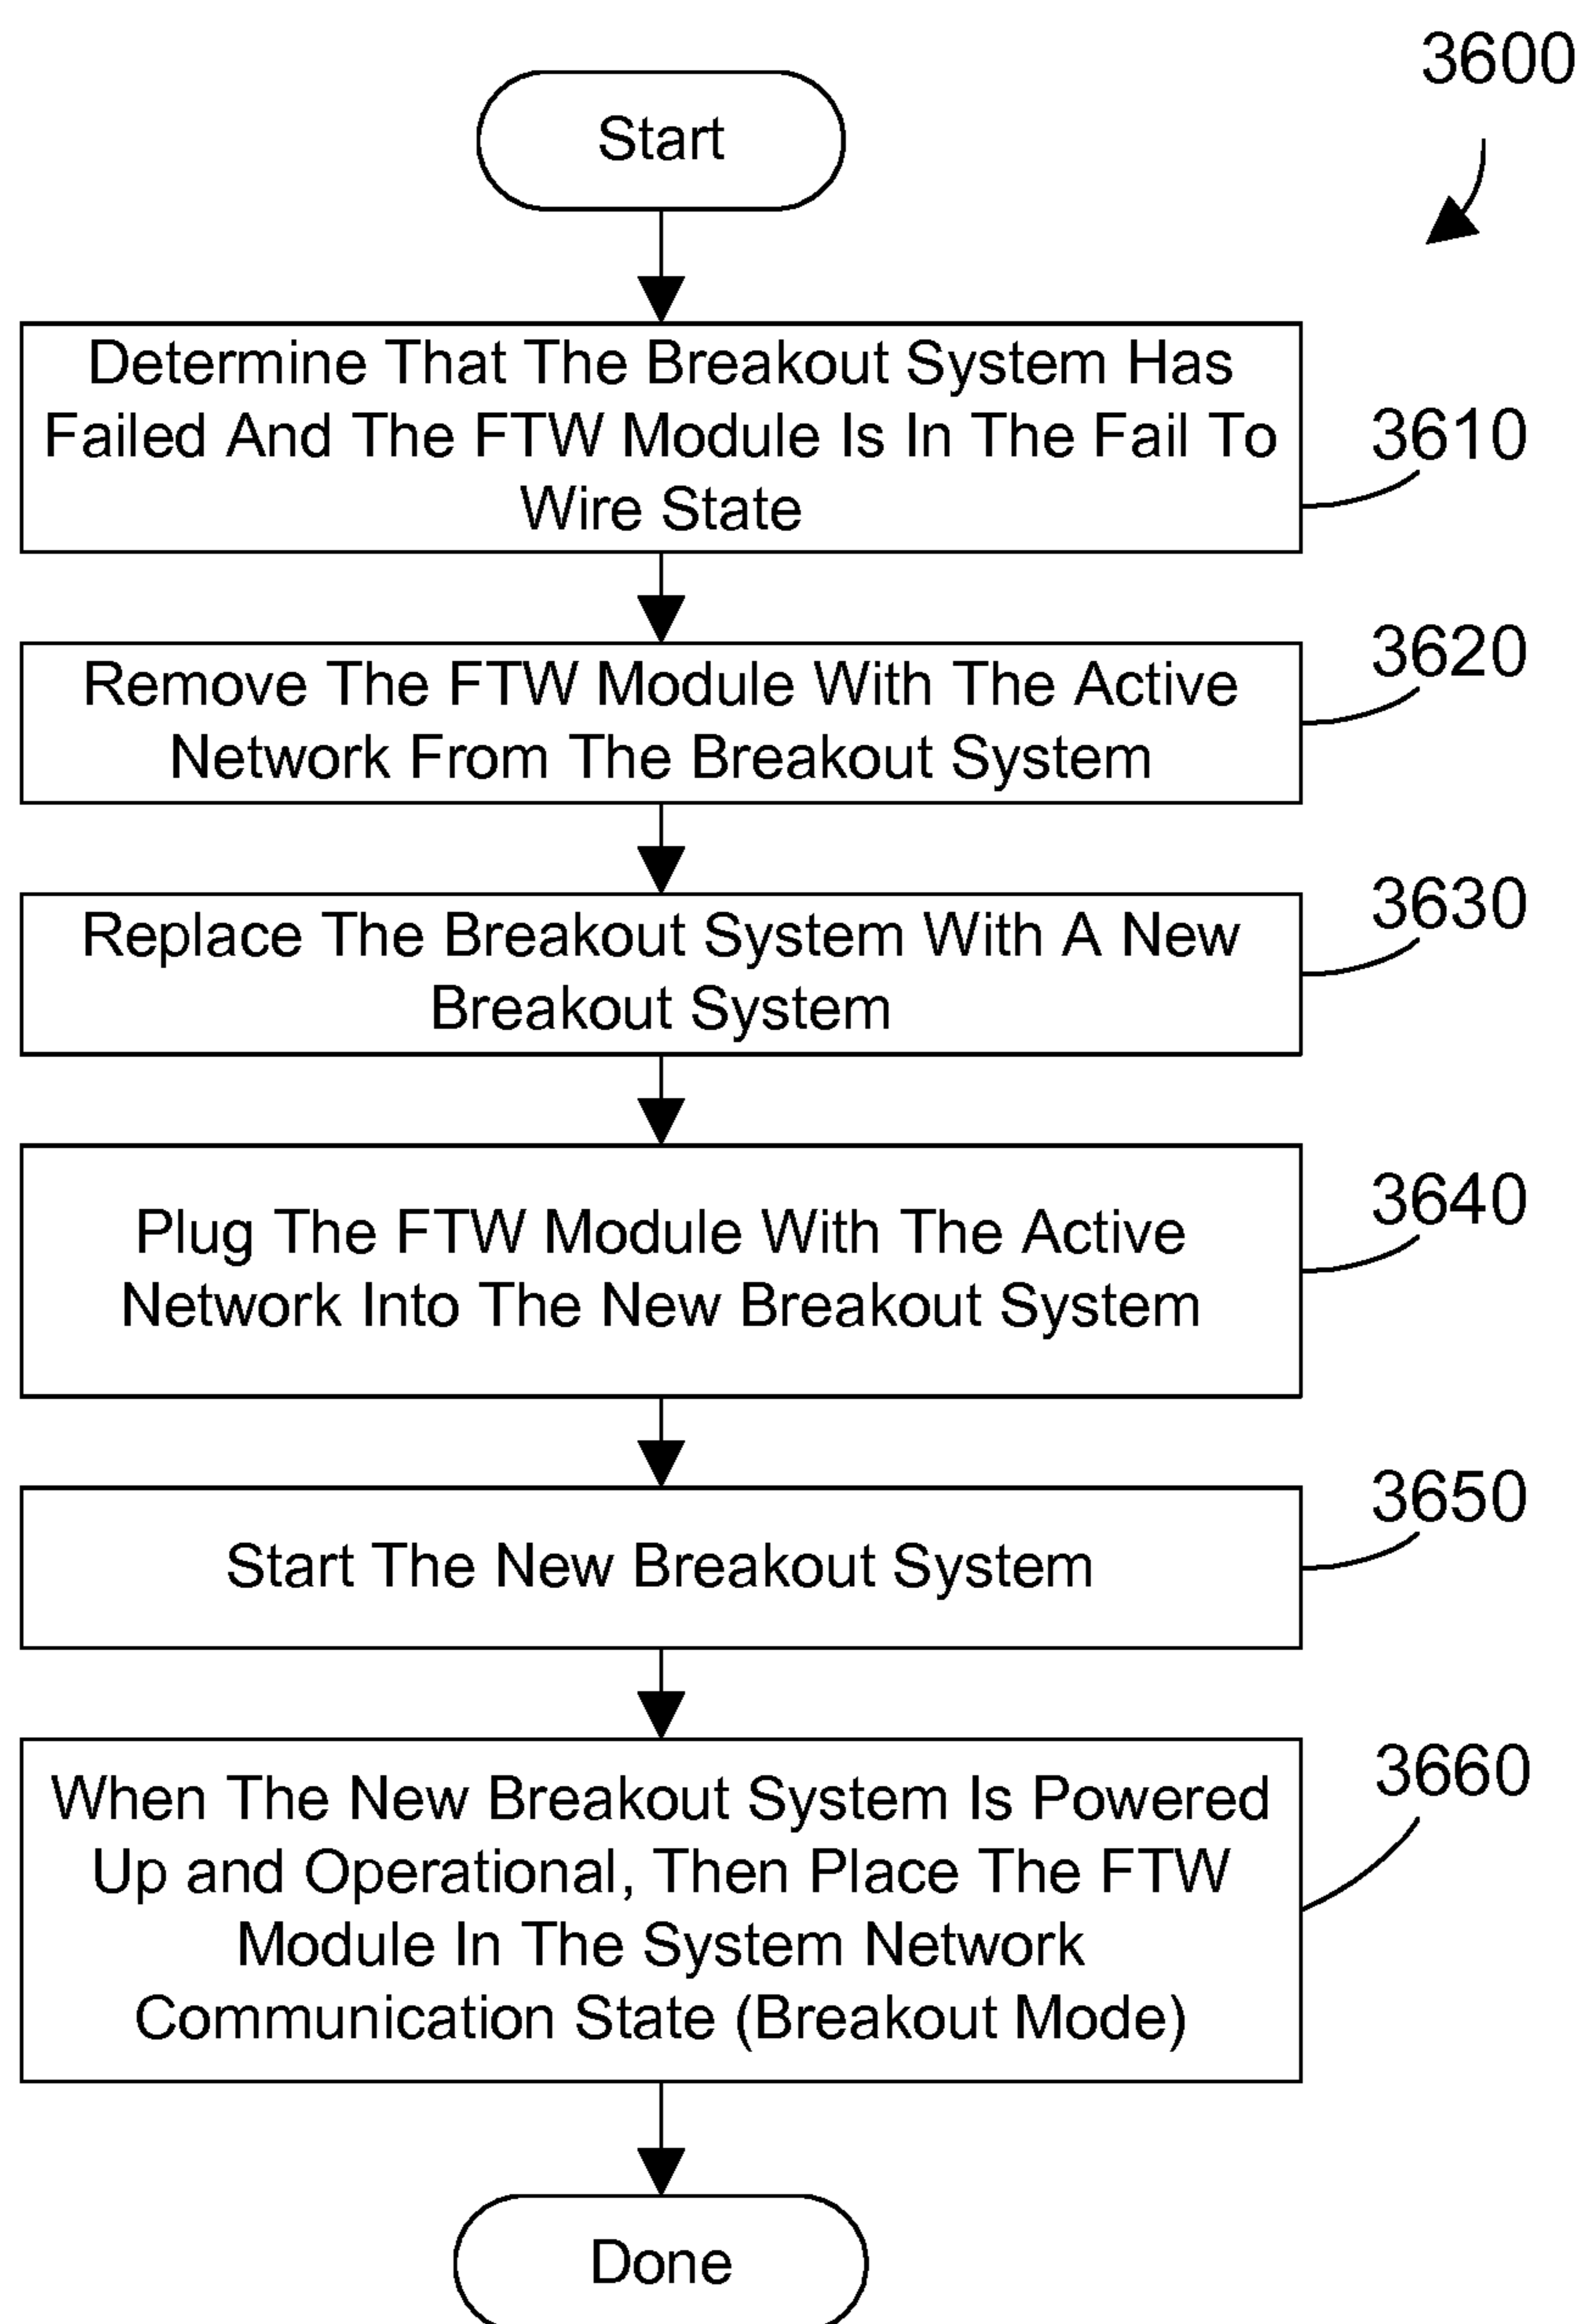 3600
Start
Determine That The Breakout System Has
Failed And The FTW Module Is In The Fail To
Wire State
3610
Remove The FTW Module With The Active
Network From The Breakout System
3620
Replace The Breakout System With A New
Breakout System
3630
Plug The FTW Module With The Active
Network Into The New Breakout System
3640
Start The New Breakout System
3650
When The New Breakout System Is Powered
Up and Operational, Then Place The FTW
Module In The System Network
Communication State (Breakout Mode)
3660
Done